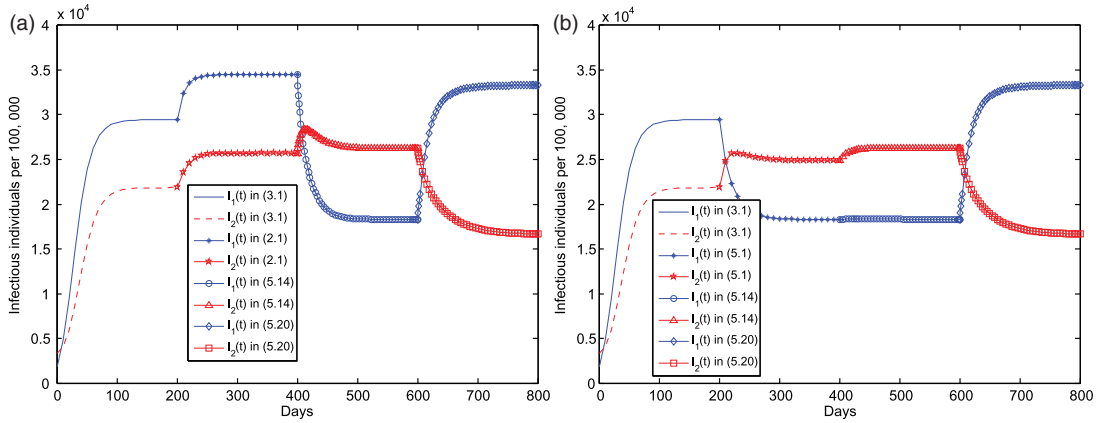 (a)
x 10⁴
4
3.5
3
2.5
2
1.5
1
0.5
0
Infectious individuals per 100, 000
0 100 200 300 400 500 600 700 800
Days
I₁(t) in (3.1)
I₂(t) in (3.1)
I₁(t) in (2.1)
I₂(t) in (2.1)
I₁(t) in (5.14)
I₂(t) in (5.14)
I₁(t) in (5.20)
I₂(t) in (5.20)
(b)
x 10⁴
4
3.5
3
2.5
2
1.5
1
0.5
0
Infectious individuals per 100, 000
0 100 200 300 400 500 600 700 800
Days
I₁(t) in (3.1)
I₂(t) in (3.1)
I₁(t) in (5.1)
I₂(t) in (5.1)
I₁(t) in (5.14)
I₂(t) in (5.14)
I₁(t) in (5.20)
I₂(t) in (5.20)